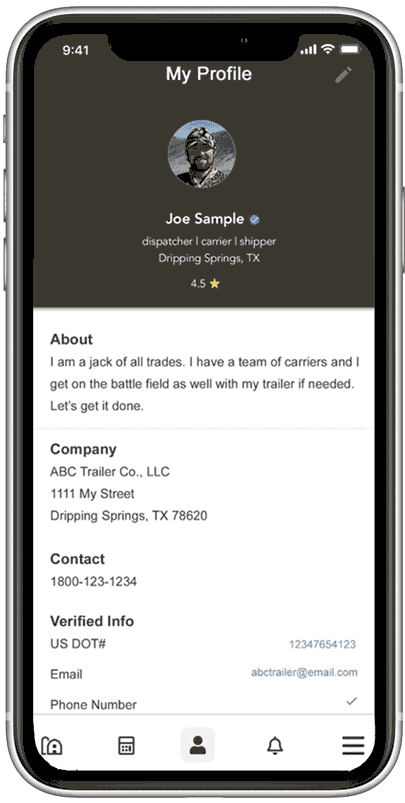 9:41
My Profile
Joe Sample
dispatcher | carrier | shipper
Dripping Springs, TX
4.5
About
I am a jack of all trades. I have a team of carriers and I
get on the battle field as well with my trailer if needed.
Let's get it done.
Company
ABC Trailer Co., LLC
1111 My Street
Dripping Springs, TX 78620
Contact
1800-123-1234
Verified Info
US DOT# 12347654123
Email abctrailer@email.com
Phone Number